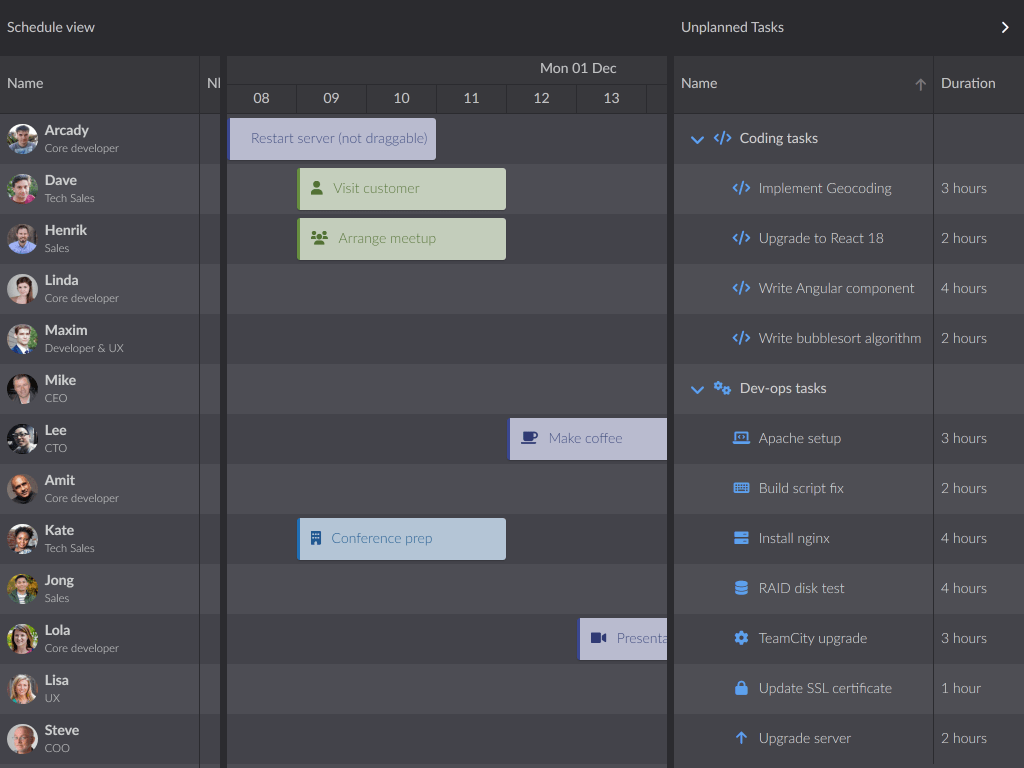 Schedule view
Unplanned Tasks
Name
Mon 01 Dec
08 09 10 11 12 13
Name
Duration
Arcady
Core developer
Restart server (not draggable)
Coding tasks
Dave
Tech Sales
Visit customer
Implement Geocoding
3 hours
Henrik
Sales
Arrange meetup
Upgrade to React 18
2 hours
Linda
Core developer
Write Angular component
4 hours
Maxim
Developer & UX
Write bubblesort algorithm
2 hours
Mike
CEO
Dev-ops tasks
Lee
CTO
Make coffee
Apache setup
3 hours
Amit
Core developer
Build script fix
2 hours
Kate
Tech Sales
Conference prep
Install nginx
4 hours
Jong
Sales
RAID disk test
4 hours
Lola
Core developer
Presenta
TeamCity upgrade
3 hours
Lisa
UX
Update SSL certificate
1 hour
Steve
COO
Upgrade server
2 hours